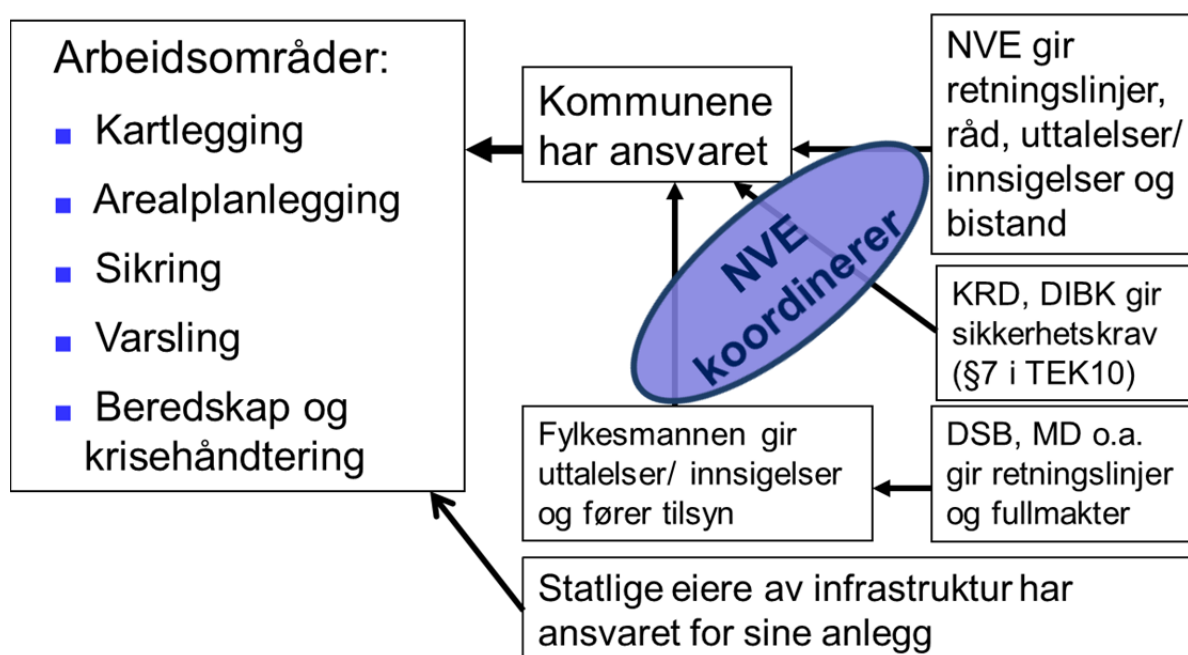 Arbeidsområder:
Kartlegging
Arealplanlegging
Sikring
Varsling
Beredskap og
krisehåndtering
Kommunene
har ansvaret
NVE gir
retningslinjer,
råd, uttalelser/
innsigelser og
bistand
NVE
koordinerer
KRD, DIBK gir
sikkerhetskrav
(§7 i TEK10)
Fylkesmannen gir
uttalelser/ innsigelser
og fører tilsyn
DSB, MD o.a.
gir retningslinjer
og fullmakter
Statlige eiere av infrastruktur har
ansvaret for sine anlegg